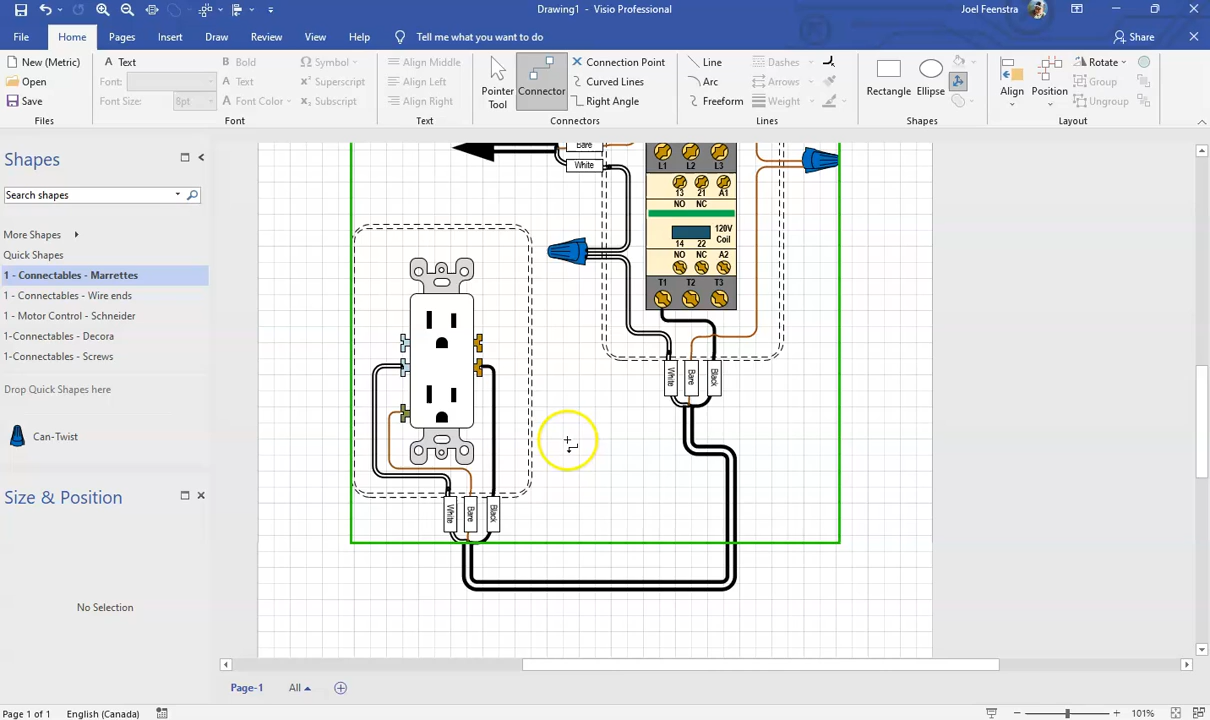 Drawing1 - Visio Professional
Joel Feenstra
File
Home
Pages
Insert
Draw
Review
View
Help
Tell me what you want to do
Share
New (Metric)
Open
Save
Files
Text
Font:
Font Size:
8pt
Bold
Text
Font Color
Symbol
Superscript
Subscript
Font
Align Middle
Align Left
Align Right
Text
Pointer Tool
Connector
Connection Point
Curved Lines
Right Angle
Connectors
Line
Arc
Freeform
Dashes
Arrows
Weight
Lines
Rectangle
Ellipse
Shapes
Align
Position
Rotate
Group
Ungroup
Layout
Shapes
Search shapes
More Shapes
Quick Shapes
1 - Connectables - Marrettes
1 - Connectables - Wire ends
1 - Motor Control - Schneider
1-Connectables - Decora
1-Connectables - Screws
Drop Quick Shapes here
Can-Twist
Size & Position
No Selection
Bare
White
L1 L2 L3
13 21 A1
NO NC
120V
Coil
14 22
NO NC A2
T1 T2 T3
White
Bare
Black
White
Bare
Black
Page-1
All
Page 1 of 1
English (Canada)
101%